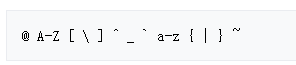 @ A-Z [ \ ] ^ _ ` a-z { | } ~